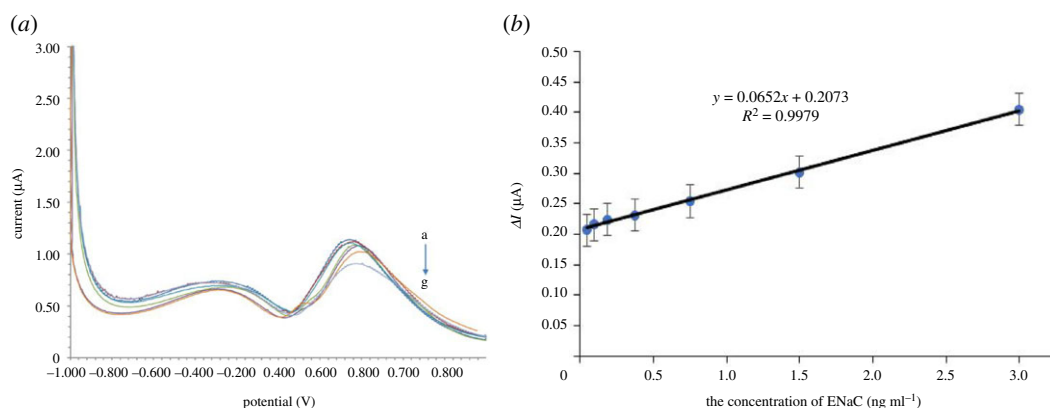 (a)
3.00
2.50
2.00
current (µA)
1.50
1.00
0.50
0
a
g
–1.000 –0.800 –0.600 –0.400 –0.200 0.400 0.600 0.800 0.700 0.800
potential (V)
(b)
0.50
0.40
0.30
ΔI (µA)
0.25
0.20
0.20
0.15
0.10
0.05
y = 0.0652x + 0.2073
R² = 0.9979
0 0.5 1.0 1.5 2.0 2.5 3.0
the concentration of ENaC (ng ml⁻¹)